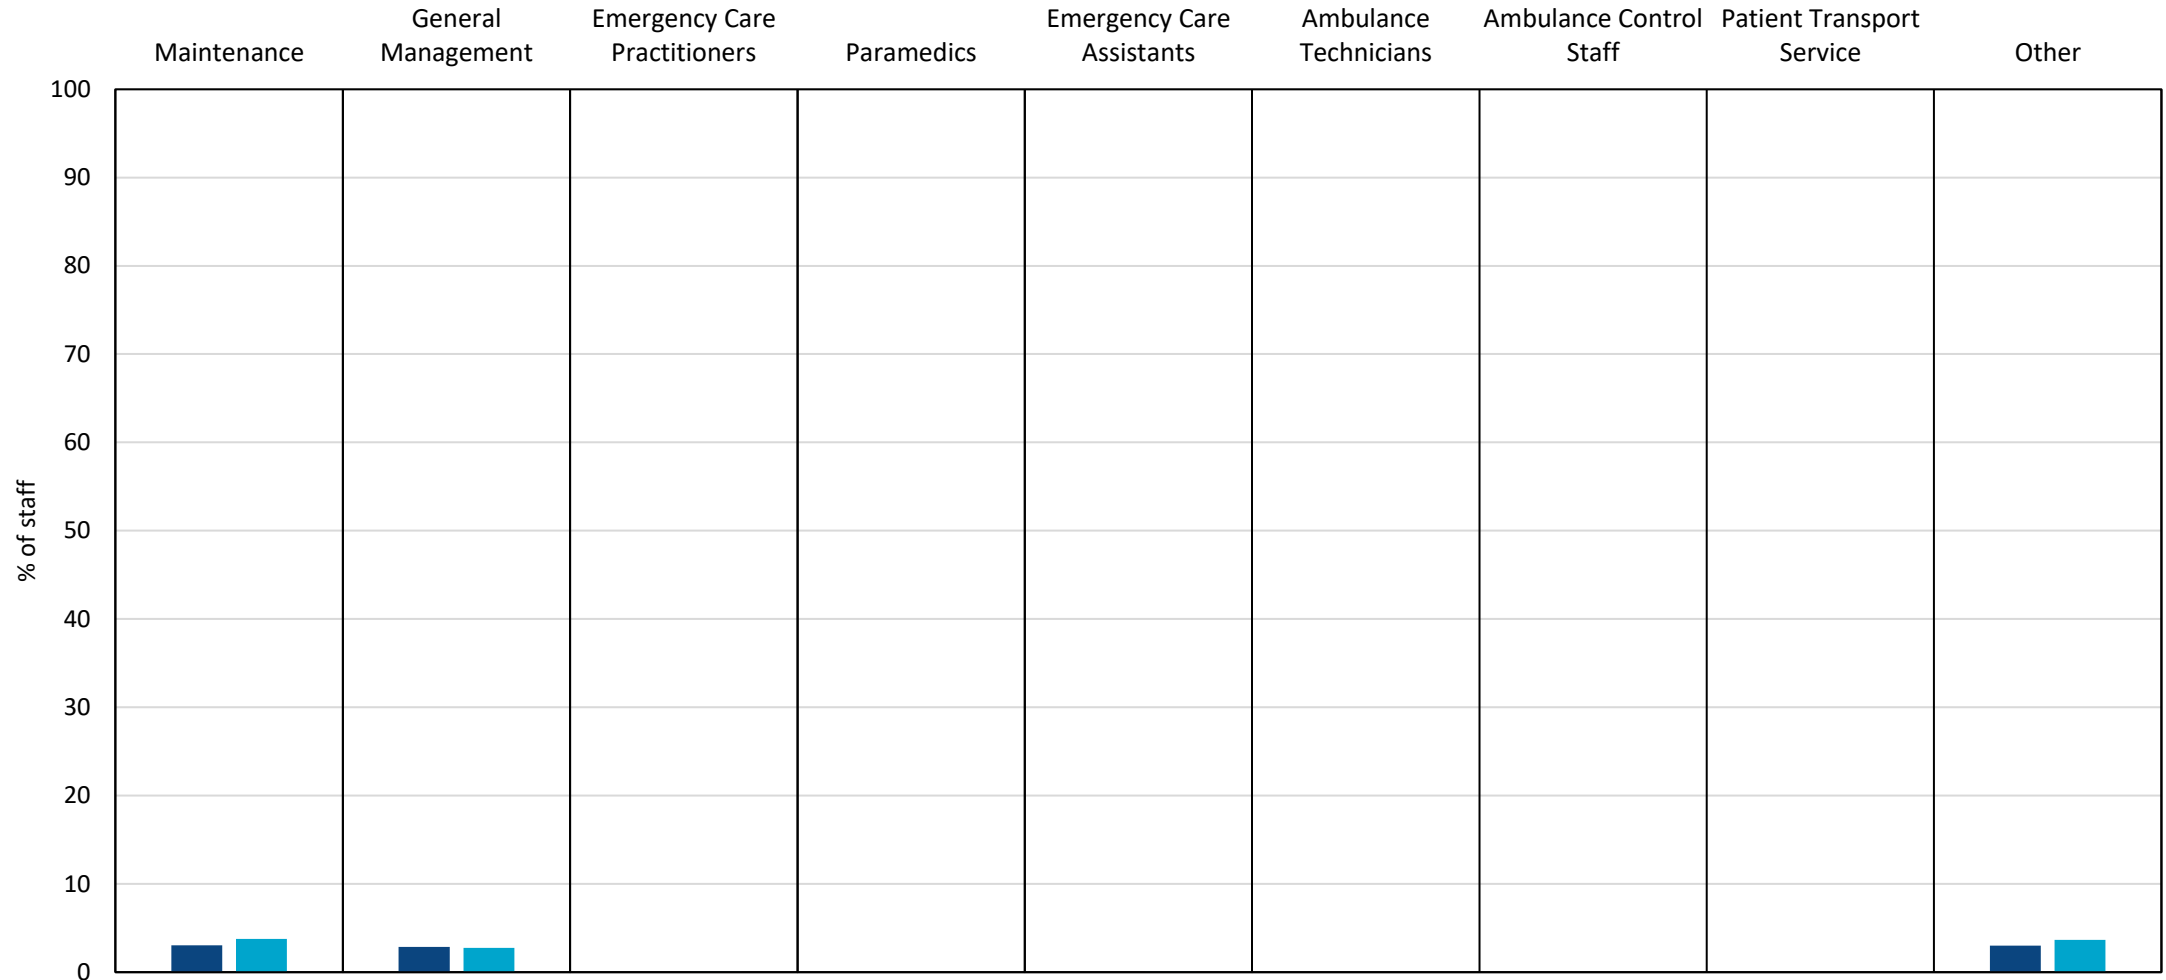 Maintenance
General
Management
Emergency Care
Practitioners
Paramedics
Emergency Care
Assistants
Ambulance
Technicians
Ambulance Control
Staff
Patient Transport
Service
Other
100
90
80
70
60
50
40
30
20
10
0
% of staff